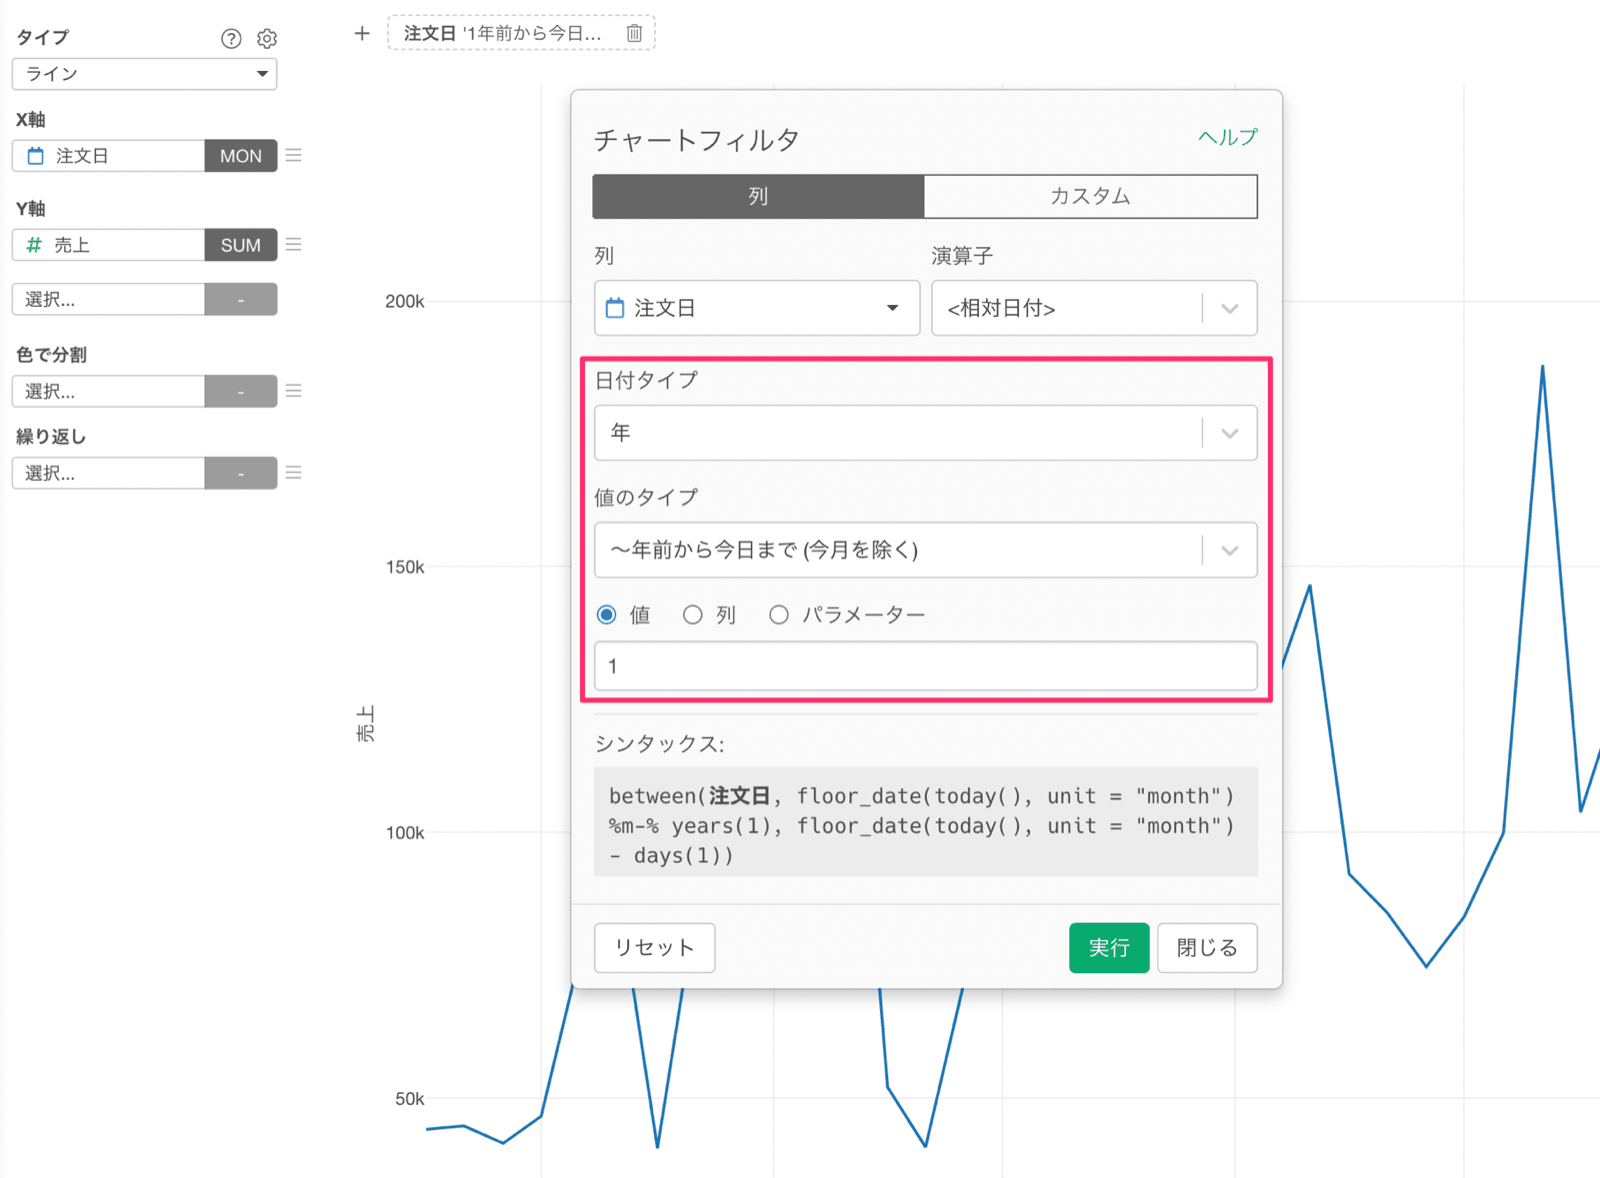 タイプ
ライン
X軸
注文日 MON
Y軸
売上 SUM
選択... -
色で分割
選択... -
繰り返し
選択... -
+ 注文日 '1年前から今日...
200k
150k
100k
50k
売上
チャートフィルタ
ヘルプ
列 カスタム
列 演算子
注文日 <相対日付>
日付タイプ
年
値のタイプ
〜年前から今日まで (今月を除く)
値 列 パラメーター
1
シンタックス:
between(注文日, floor_date(today(), unit = "month")
%m-% years(1), floor_date(today(), unit = "month")
- days(1))
リセット 実行 閉じる